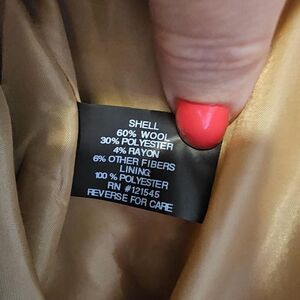 SHELL
60% WOOL
30% POLYESTER
4% RAYON
6% OTHER FIBERS
LINING:
100 % POLYESTER
RN #121545
REVERSE FOR CARE